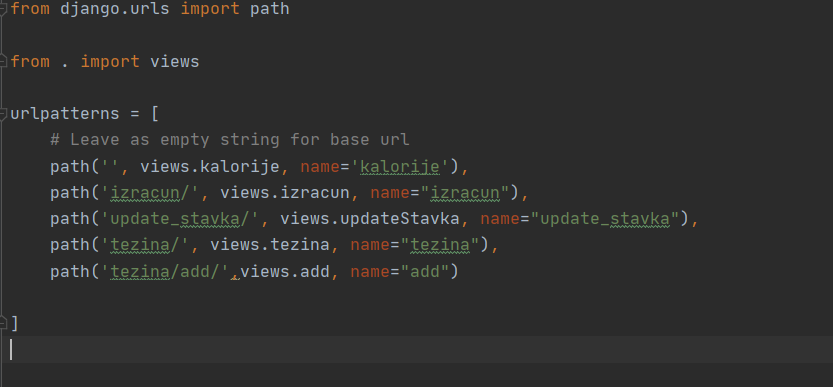 from django.urls import path
from . import views
urlpatterns = [
# Leave as empty string for base url
path('', views.kalorije, name='kalorije'),
path('izracun/', views.izracun, name="izracun"),
path('update_stavka/', views.updateStavka, name="update_stavka"),
path('tezina/', views.tezina, name="tezina"),
path('tezina/add/',views.add, name="add")
]